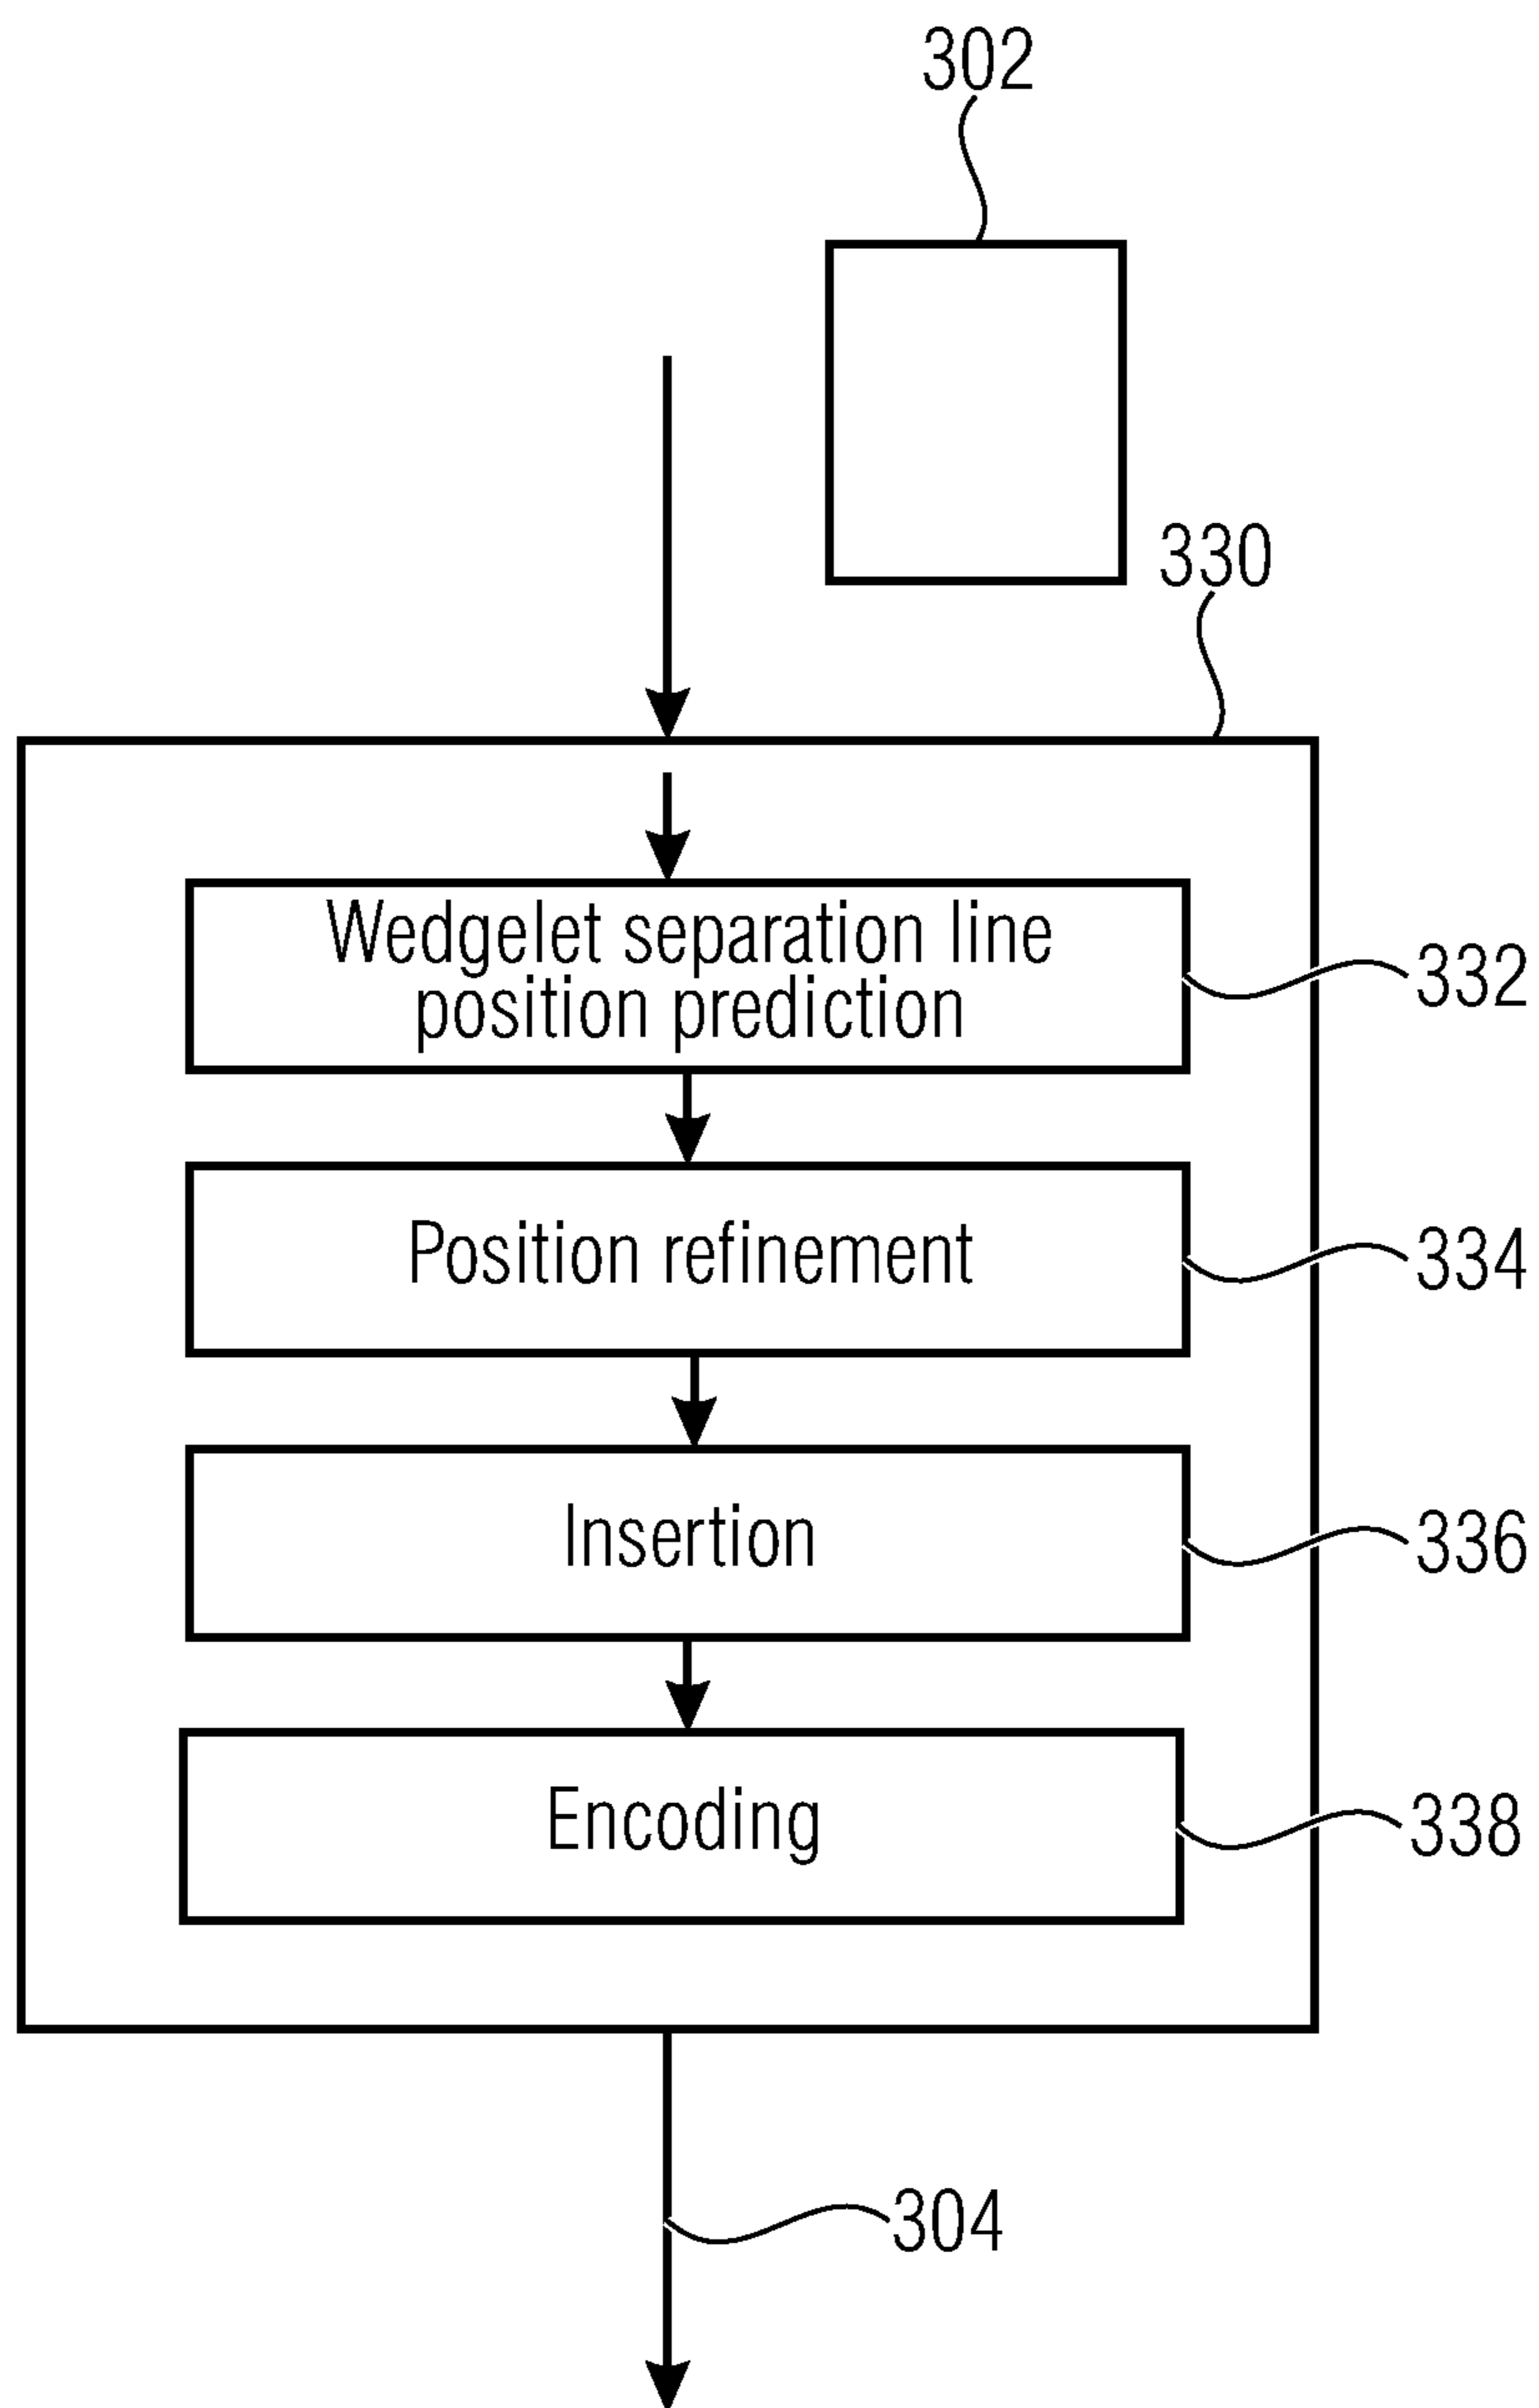 302
330
Wedgelet separation line
position prediction
332
Position refinement
334
Insertion
336
Encoding
338
304